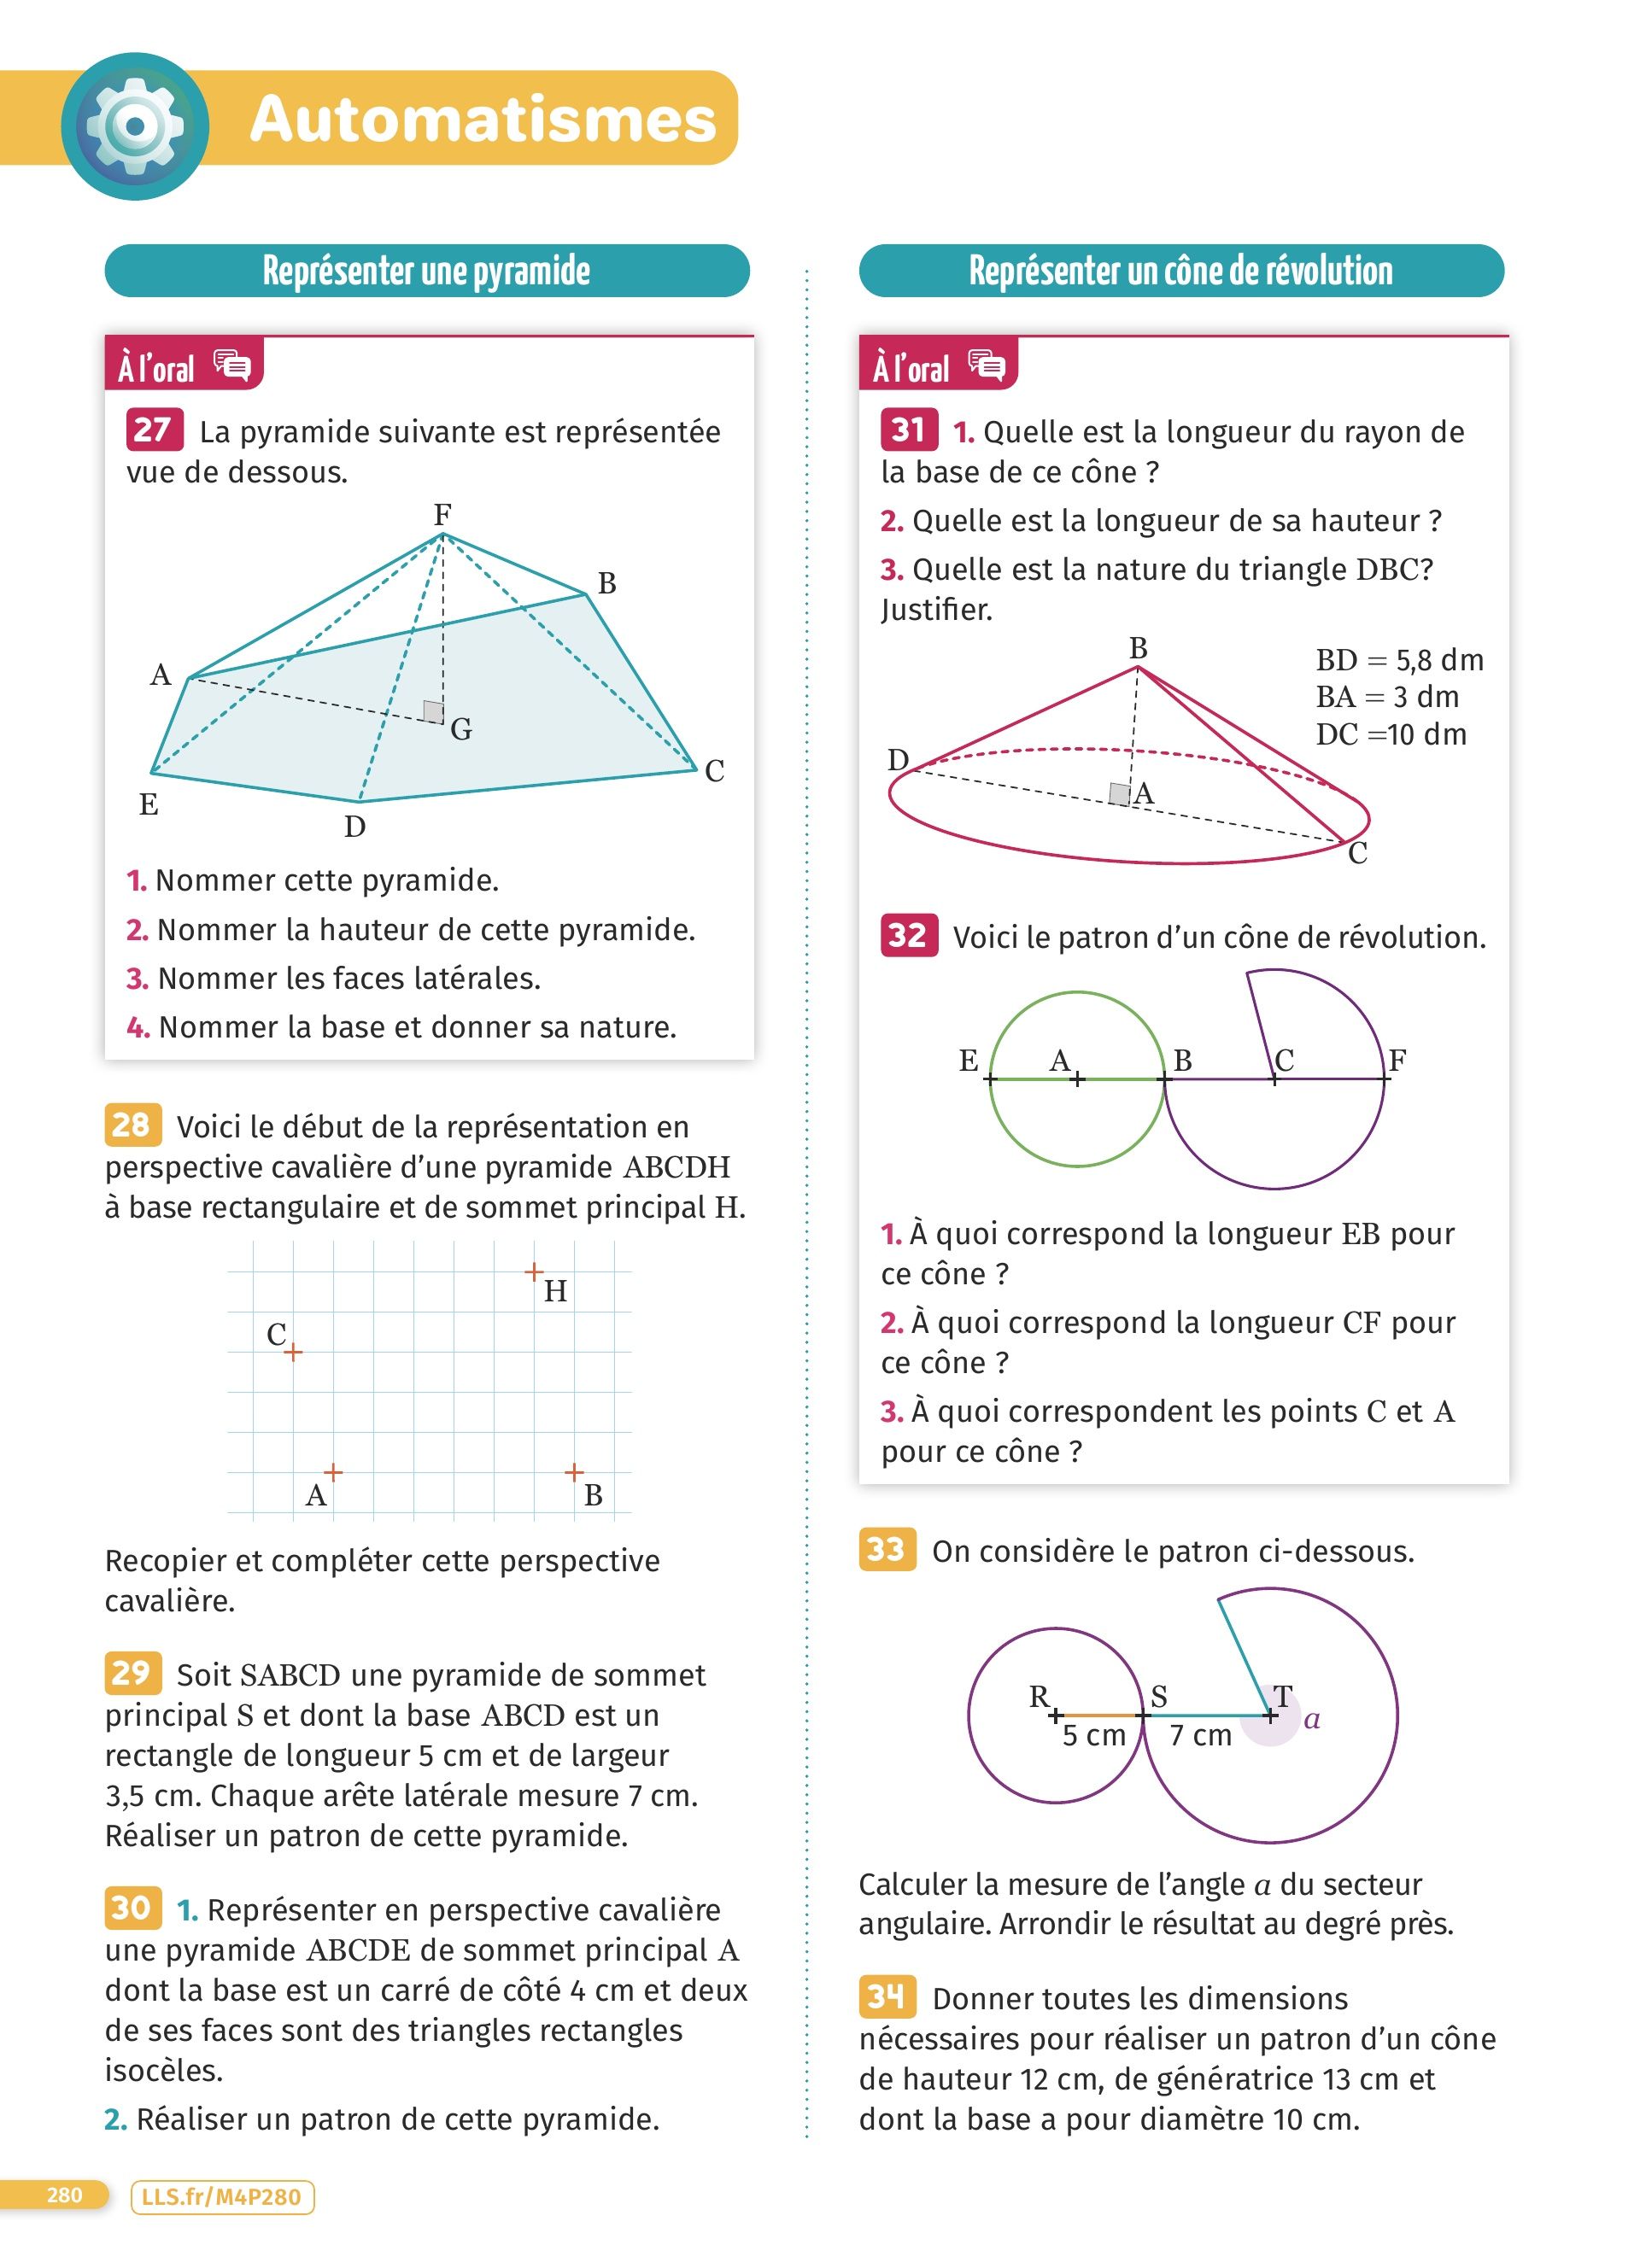 Automatismes
Représenter une pyramide
À l'oral
27 La pyramide suivante est représentée
vue de dessous.
F
B
A
G
C
E
D
1. Nommer cette pyramide.
2. Nommer la hauteur de cette pyramide.
3. Nommer les faces latérales.
4. Nommer la base et donner sa nature.
28 Voici le début de la représentation en
perspective cavalière d'une pyramide ABCDH
à base rectangulaire et de sommet principal H.
H
C
A
B
Recopier et compléter cette perspective
cavalière.
29 Soit SABCD une pyramide de sommet
principal S et dont la base ABCD est un
rectangle de longueur 5 cm et de largeur
3,5 cm. Chaque arête latérale mesure 7 cm.
Réaliser un patron de cette pyramide.
30 1. Représenter en perspective cavalière
une pyramide ABCDE de sommet principal A
dont la base est un carré de côté 4 cm et deux
de ses faces sont des triangles rectangles
isocèles.
2. Réaliser un patron de cette pyramide.
Représenter un cône de révolution
À l'oral
31 1. Quelle est la longueur du rayon de
la base de ce cône ?
2. Quelle est la longueur de sa hauteur ?
3. Quelle est la nature du triangle DBC?
Justifier.
B
BD = 5,8 dm
BA = 3 dm
DC =10 dm
D
A
C
32 Voici le patron d'un cône de révolution.
E A B C F
1. À quoi correspond la longueur EB pour
ce cône ?
2. À quoi correspond la longueur CF pour
ce cône ?
3. À quoi correspondent les points C et A
pour ce cône ?
33 On considère le patron ci-dessous.
R S T a
5 cm 7 cm
Calculer la mesure de l'angle a du secteur
angulaire. Arrondir le résultat au degré près.
34 Donner toutes les dimensions
nécessaires pour réaliser un patron d'un cône
de hauteur 12 cm, de génératrice 13 cm et
dont la base a pour diamètre 10 cm.
280
LLS.fr/M4P280